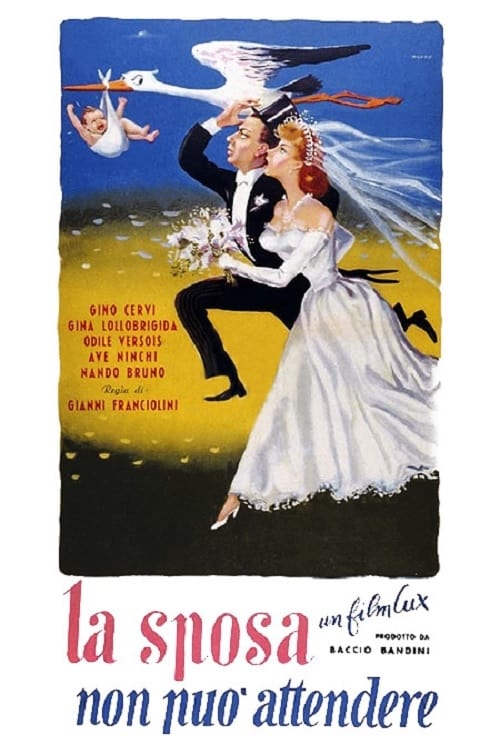 GINO CERVI
GINA LOLLOBRIGIDA
ODILE VERSOIS
AVE NINCHI
NANDO BRUNO
Regia di:
GIANNI FRANCIOLINI
la sposa
un film lux
PRODOTTO DA
BACCIO BANDINI
non può attendere